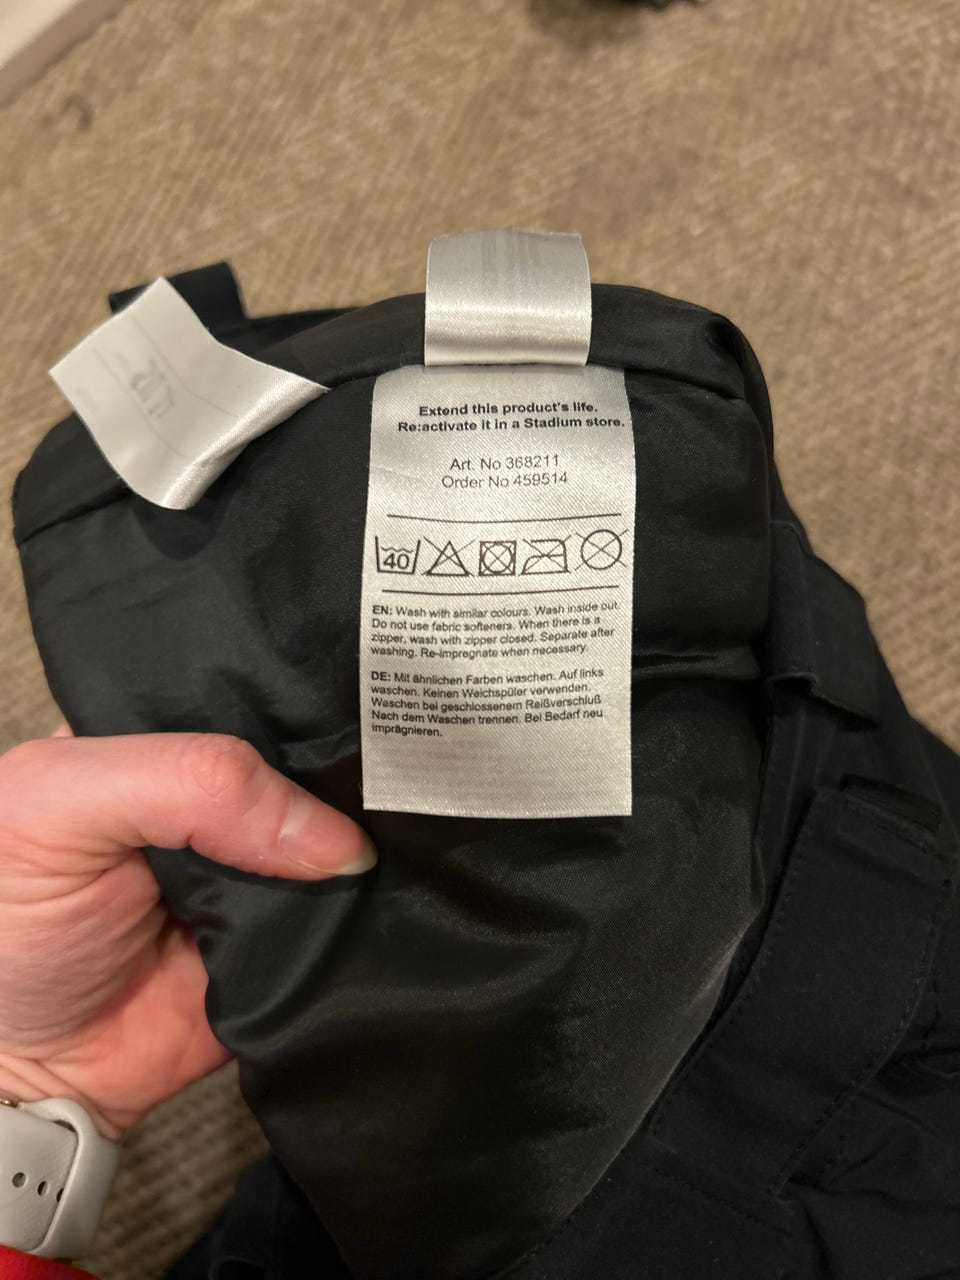 Extend this product's life.
Re:activate it in a Stadium store.
Art. No 368211
Order No 459514
40
EN: Wash with similar colours. Wash inside out.
Do not use fabric softeners. When there is a
zipper, wash with zipper closed. Separate after
washing. Re-impregnate when necessary.
DE: Mit ähnlichen Farben waschen. Auf links
waschen. Keinen Weichspüler verwenden.
Waschen bei geschlossenem Reißverschluß
Nach dem Waschen trennen. Bei Bedarf neu
imprägnieren.